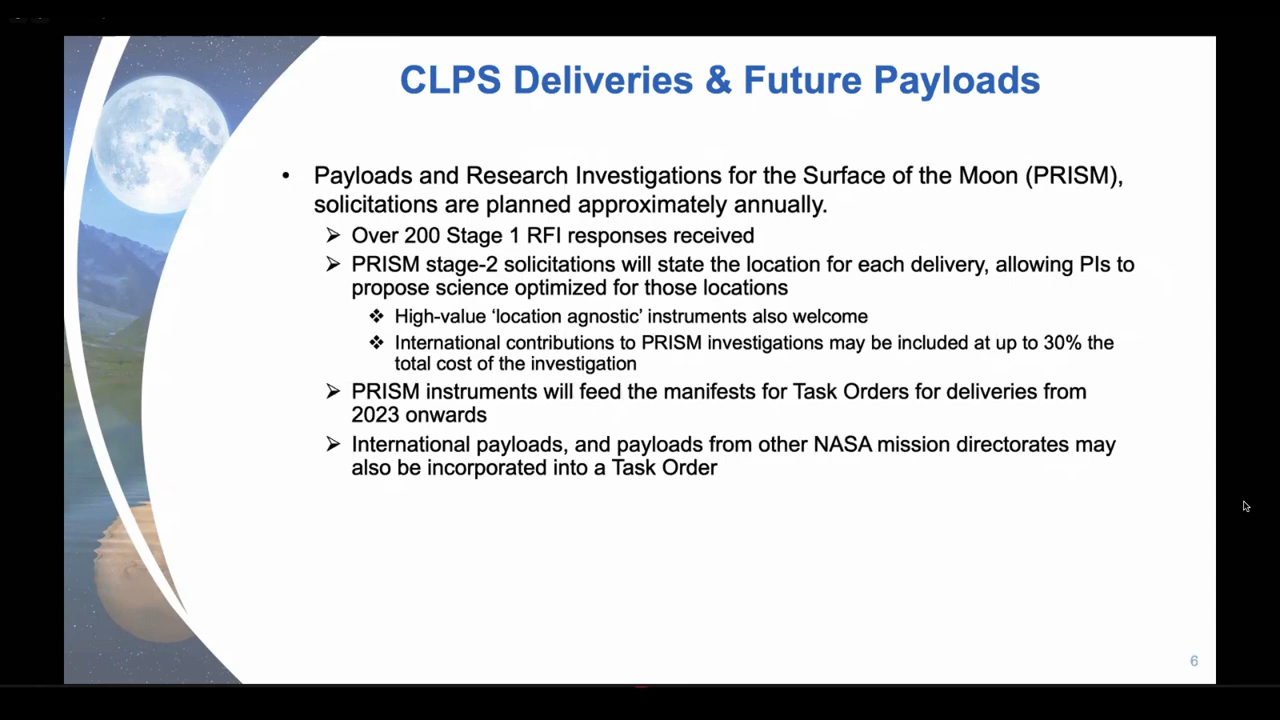 CLPS Deliveries & Future Payloads
• Payloads and Research Investigations for the Surface of the Moon (PRISM),
solicitations are planned approximately annually.
➢ Over 200 Stage 1 RFI responses received
➢ PRISM stage-2 solicitations will state the location for each delivery, allowing PIs to
propose science optimized for those locations
❖ High-value ‘location agnostic’ instruments also welcome
❖ International contributions to PRISM investigations may be included at up to 30% the
total cost of the investigation
➢ PRISM instruments will feed the manifests for Task Orders for deliveries from
2023 onwards
➢ International payloads, and payloads from other NASA mission directorates may
also be incorporated into a Task Order
6